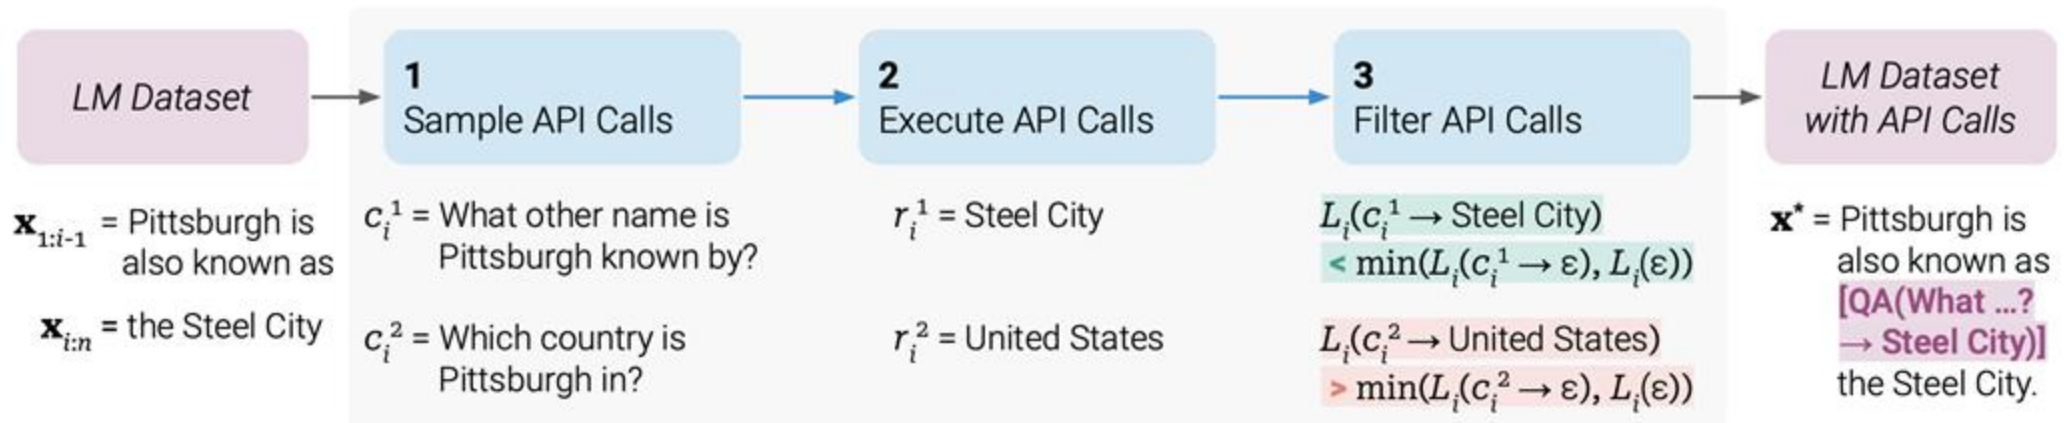 LM Dataset
1
Sample API Calls
2
Execute API Calls
3
Filter API Calls
LM Dataset
with API Calls
x₁:ᵢ₋₁ = Pittsburgh is
also known as
xᵢ:ₙ = the Steel City
cᵢ¹ = What other name is
Pittsburgh known by?
cᵢ² = Which country is
Pittsburgh in?
rᵢ¹ = Steel City
rᵢ² = United States
Lᵢ(cᵢ¹ → Steel City)
< min(Lᵢ(cᵢ¹ → ε), Lᵢ(ε))
Lᵢ(cᵢ² → United States)
> min(Lᵢ(cᵢ² → ε), Lᵢ(ε))
x* = Pittsburgh is
also known as
[QA(What ...?
→ Steel City)]
the Steel City.